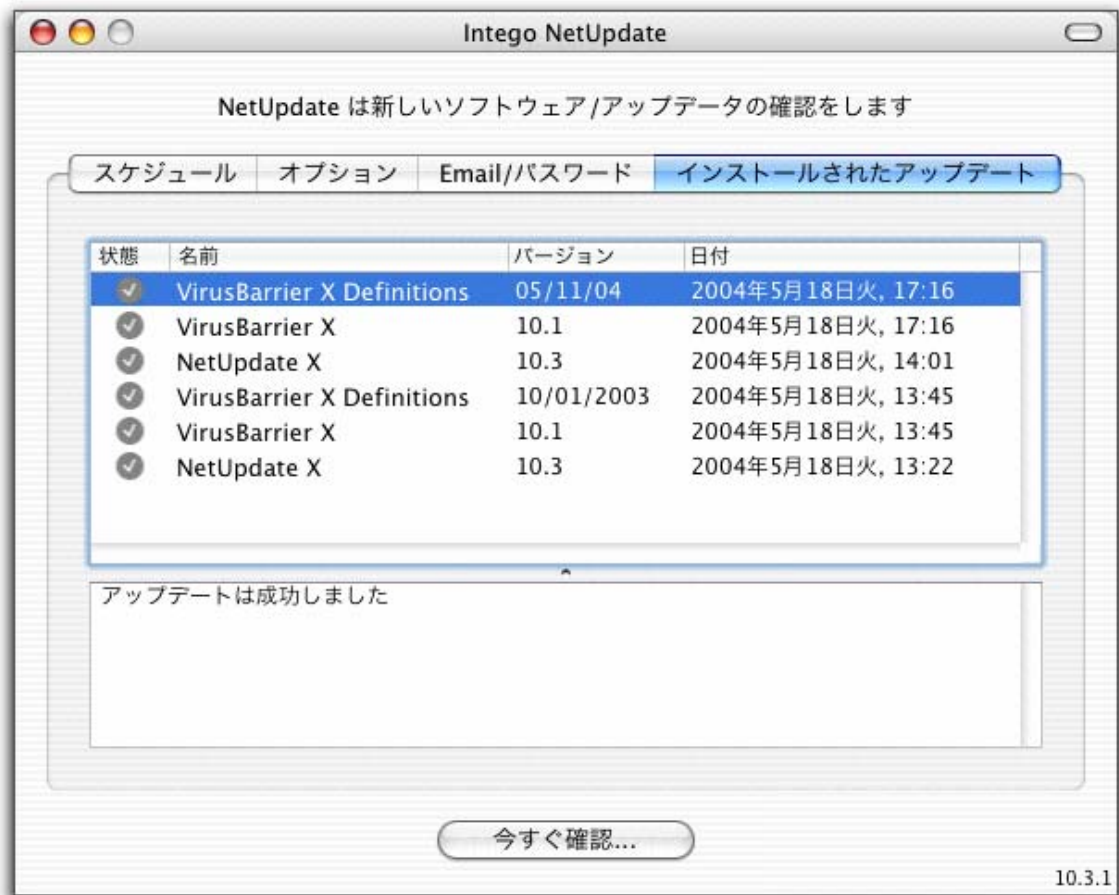 Intego NetUpdate
NetUpdate は新しいソフトウェア/アップデータの確認をします
スケジュール オプション Email/パスワード インストールされたアップデート
状態 名前 バージョン 日付
VirusBarrier X Definitions 05/11/04 2004年5月18日火, 17:16
VirusBarrier X 10.1 2004年5月18日火, 17:16
NetUpdate X 10.3 2004年5月18日火, 14:01
VirusBarrier X Definitions 10/01/2003 2004年5月18日火, 13:45
VirusBarrier X 10.1 2004年5月18日火, 13:45
NetUpdate X 10.3 2004年5月18日火, 13:22
アップデートは成功しました
今すぐ確認...
10.3.1